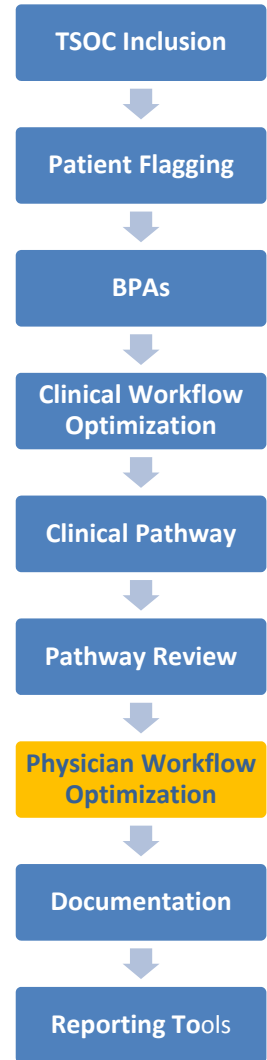 TSOC Inclusion
Patient Flagging
BPAs
Clinical Workflow
Optimization
Clinical Pathway
Pathway Review
Physician Workflow
Optimization
Documentation
Reporting Tools